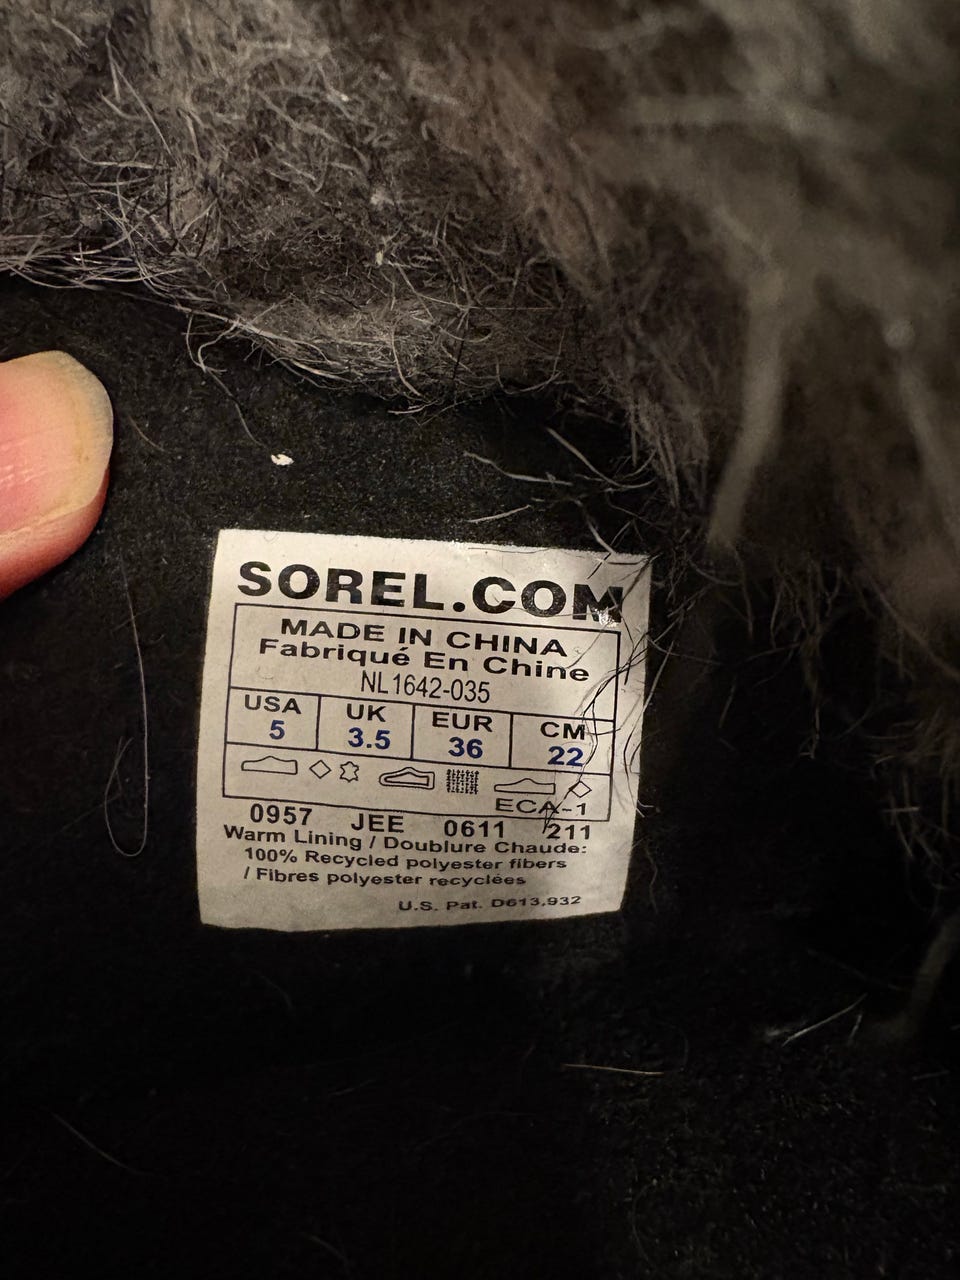 SOREL.COM
MADE IN CHINA
Fabriqué En Chine
NL1642-035
USA UK EUR CM
5 3.5 36 22
ECA-1
0957 JEE 0611 211
Warm Lining / Doublure Chaude:
100% Recycled polyester fibers
/ Fibres polyester recyclées
U.S. Pat. D613,932